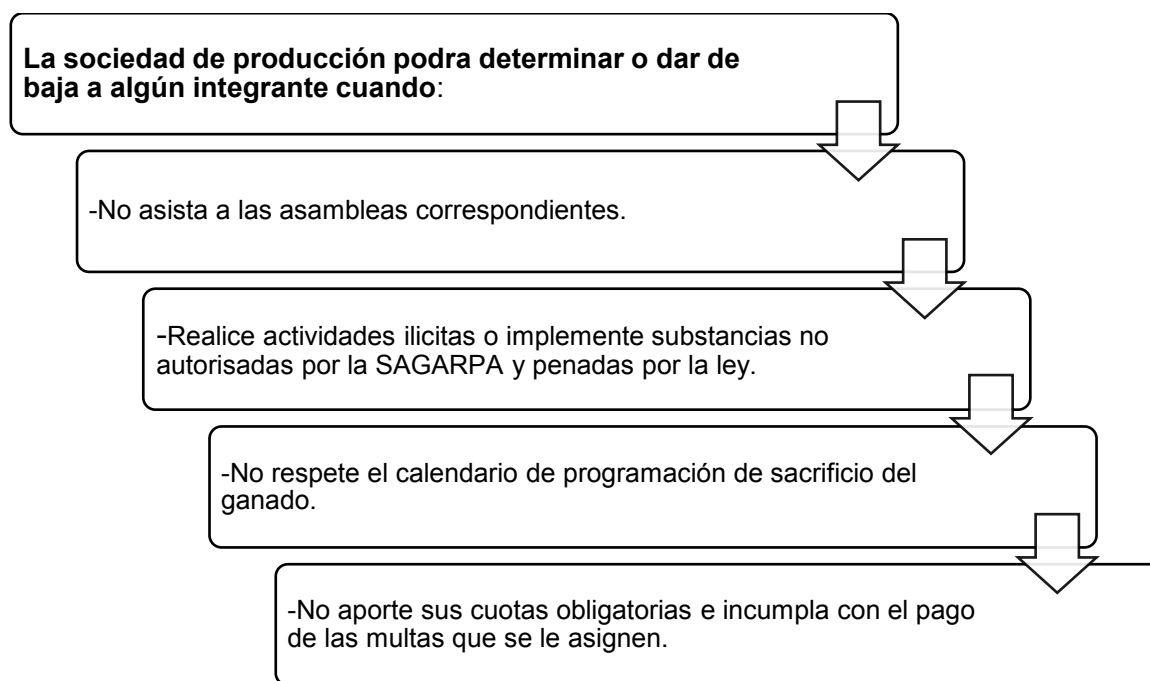 La sociedad de producción podra determinar o dar de
baja a algún integrante cuando:
-No asista a las asambleas correspondientes.
-Realice actividades ilicitas o implemente substancias no
autorisadas por la SAGARPA y penadas por la ley.
-No respete el calendario de programación de sacrificio del
ganado.
-No aporte sus cuotas obligatorias e incumpla con el pago
de las multas que se le asignen.